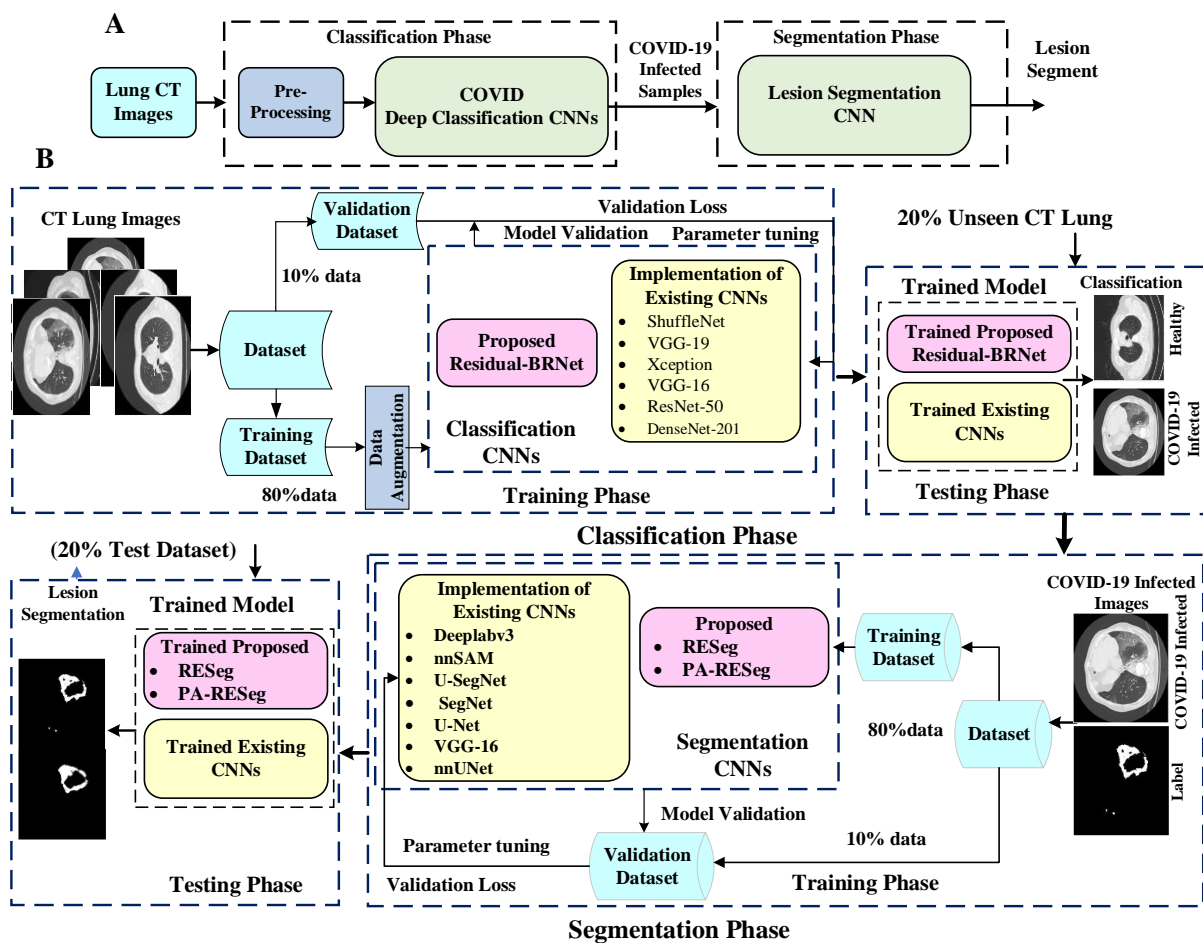 A
Classification Phase
Lung CT
Images
Pre-
Processing
COVID
Deep Classification CNNs
COVID-19
Infected
Samples
Segmentation Phase
Lesion Segmentation
CNN
Lesion
Segment
B
CT Lung Images
Validation
Dataset
Validation Loss
Model Validation
Parameter tuning
10% data
Dataset
Training
Dataset
80%data
Data
Augmentation
Proposed
Residual-BRNet
Classification
CNNs
Implementation of
Existing CNNs
• ShuffleNet
• VGG-19
• Xception
• VGG-16
• ResNet-50
• DenseNet-201
Training Phase
20% Unseen CT Lung
Trained Model
Classification
Trained Proposed
Residual-BRNet
Trained Existing
CNNs
Healthy
COVID-19
Infected
Testing Phase
Classification Phase
(20% Test Dataset)
Lesion
Segmentation
Trained Model
Trained Proposed
• RESeg
• PA-RESeg
Trained Existing
CNNs
Testing Phase
Implementation of
Existing CNNs
• Deeplabv3
• nnSAM
• U-SegNet
• SegNet
• U-Net
• VGG-16
• nnUNet
Proposed
• RESeg
• PA-RESeg
Segmentation
CNNs
Training
Dataset
80%data
Dataset
COVID-19 Infected
Images
COVID-19 Infected
Label
Model Validation
10% data
Parameter tuning
Validation Loss
Validation
Dataset
Training Phase
Segmentation Phase